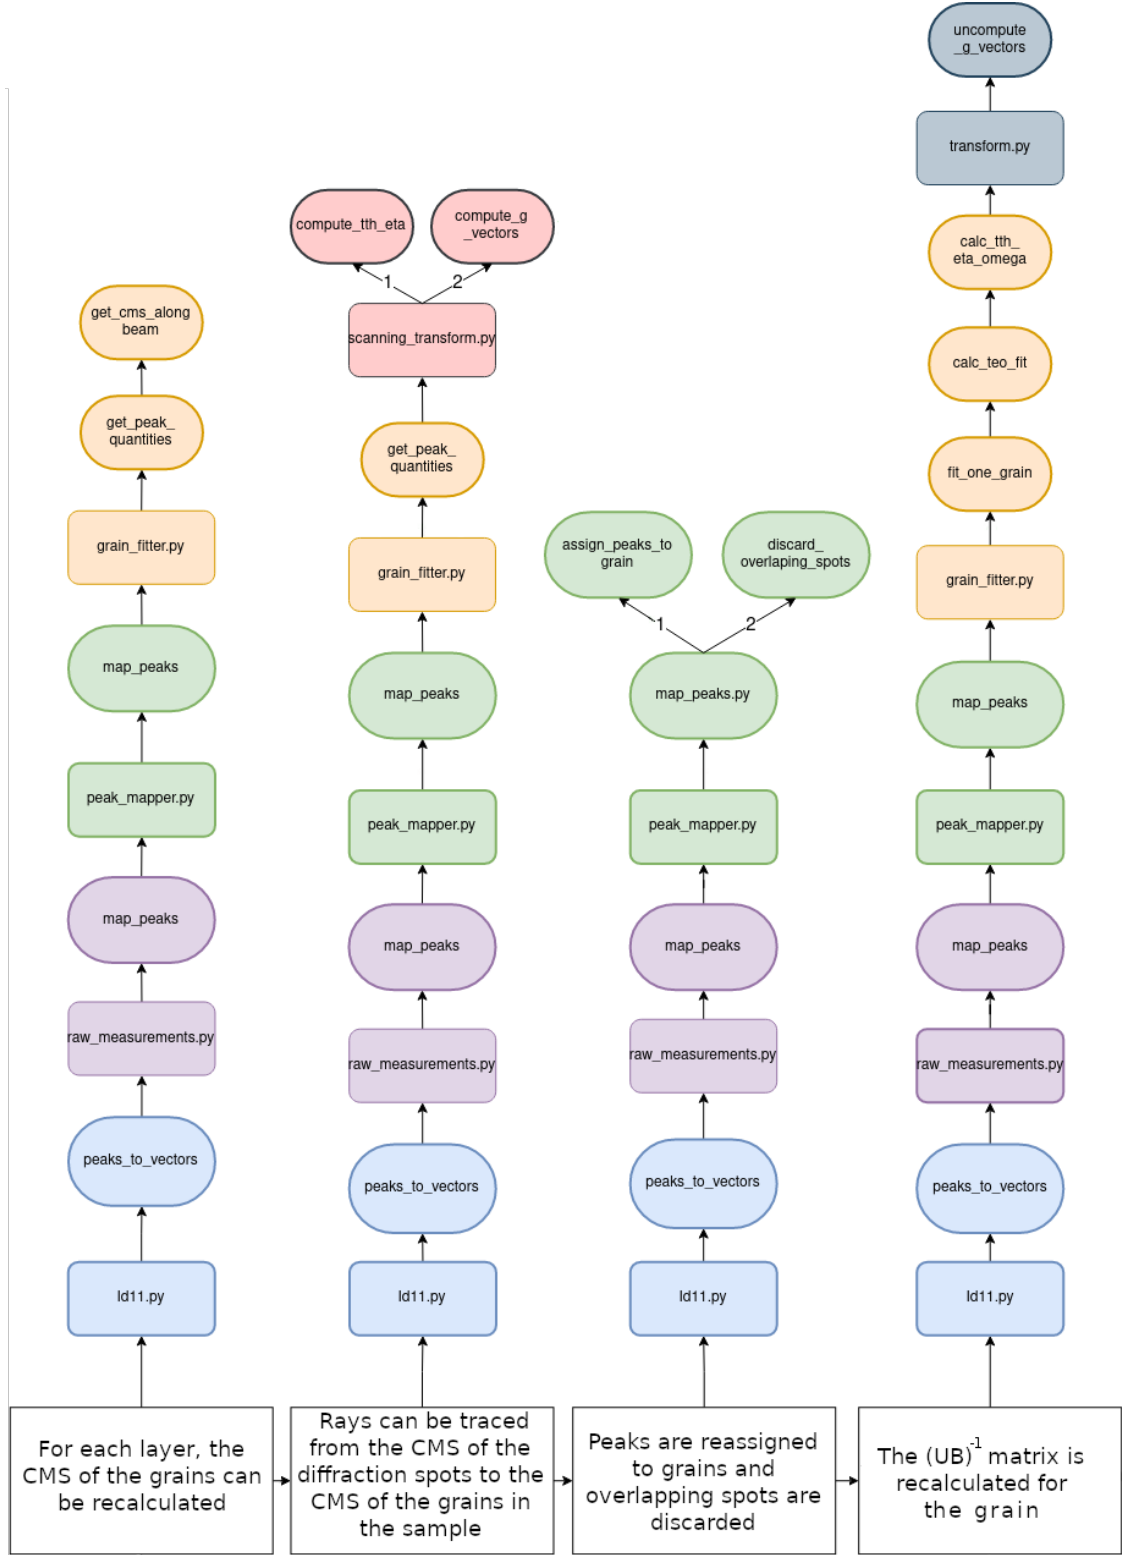 uncompute
_g_vectors
transform.py
compute_tth_eta
compute_g
_vectors
calc_tth_
eta_omega
1
2
get_cms_along
beam
scanning_transform.py
calc_teo_fit
get_peak_
quantities
get_peak_
quantities
fit_one_grain
grain_fitter.py
grain_fitter.py
assign_peaks_to
grain
discard_
overlaping_spots
grain_fitter.py
1
2
map_peaks
map_peaks
map_peaks.py
map_peaks
peak_mapper.py
peak_mapper.py
peak_mapper.py
peak_mapper.py
map_peaks
map_peaks
map_peaks
map_peaks
raw_measurements.py
raw_measurements.py
raw_measurements.py
raw_measurements.py
peaks_to_vectors
peaks_to_vectors
peaks_to_vectors
peaks_to_vectors
Id11.py
Id11.py
Id11.py
Id11.py
For each layer, the
CMS of the grains can
be recalculated
Rays can be traced
from the CMS of the
diffraction spots to the
CMS of the grains in
the sample
Peaks are reassigned
to grains and
overlapping spots are
discarded
The (UB)-1 matrix is
recalculated for
the grain